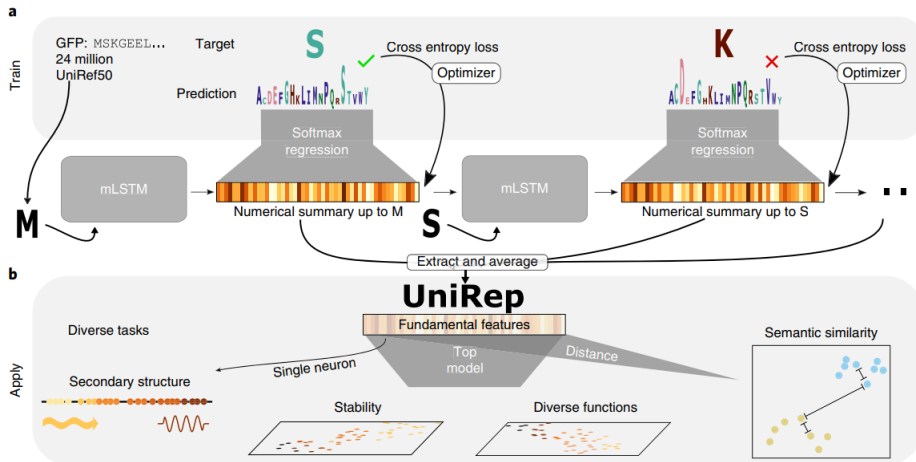 a
Train
GFP: MSKGEEL...
24 million
UniRef50
Target
S
Cross entropy loss
Optimizer
Prediction
ACDEFGHKLIMNPQRSTVWY
Softmax
regression
K
Cross entropy loss
Optimizer
ACDEFGHKLIMNPQRSTVWY
Softmax
regression
mLSTM
mLSTM
M
Numerical summary up to M
S
Numerical summary up to S
Extract and average
b
Apply
UniRep
Fundamental features
Diverse tasks
Top
model
Distance
Single neuron
Semantic similarity
Secondary structure
Stability
Diverse functions